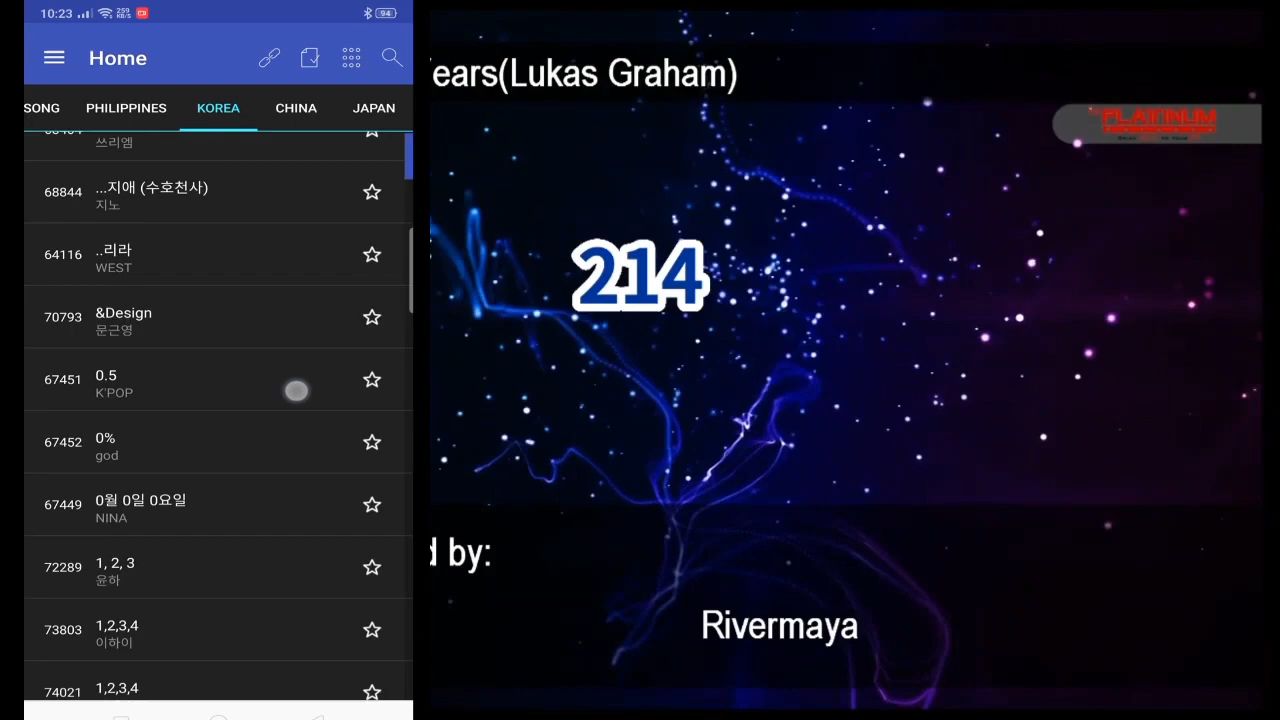 10:23
259
KB/S
94
Home
SONG PHILIPPINES KOREA CHINA JAPAN
쓰리엠
68844 ...지애 (수호천사)
지노
64116 ..리라
WEST
70793 &Design
문근영
67451 0.5
K'POP
67452 0%
god
67449 0월 0일 0요일
NINA
72289 1, 2, 3
윤하
73803 1,2,3,4
이하이
74021 1,2,3,4
ears(Lukas Graham)
PLATINUM
214
d by:
Rivermaya